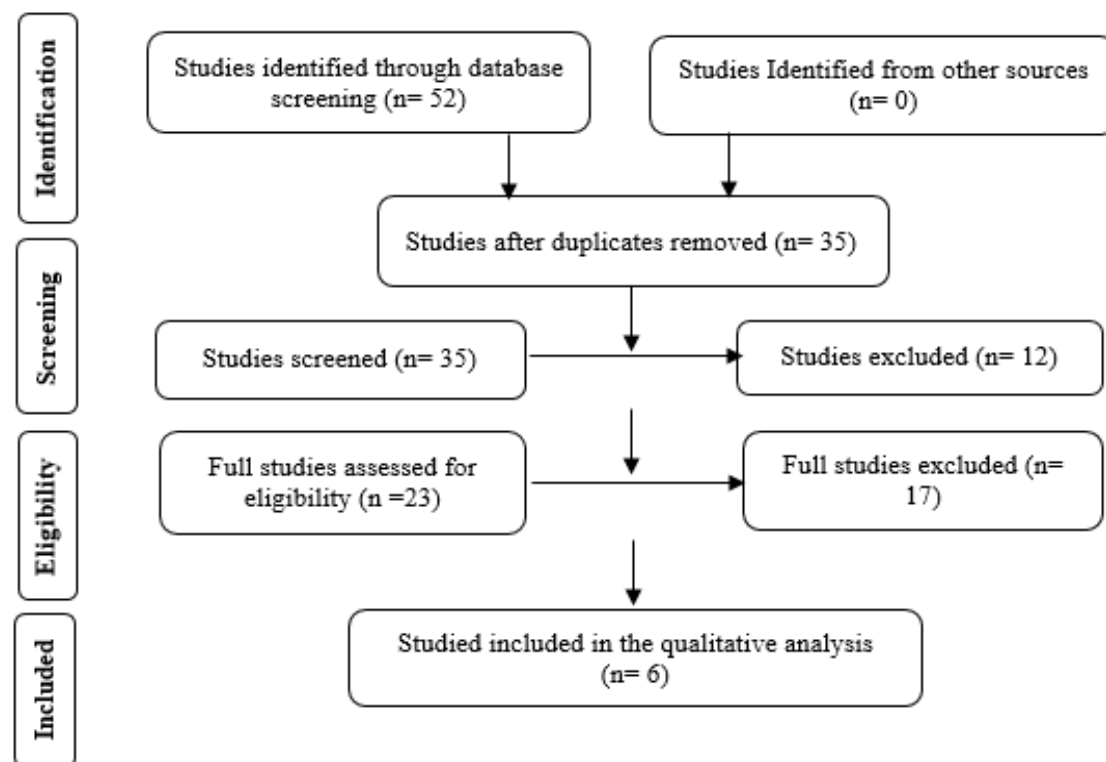 Identification
Studies identified through database
screening (n= 52)
Studies Identified from other sources
(n= 0)
Studies after duplicates removed (n= 35)
Screening
Studies screened (n= 35)
Studies excluded (n= 12)
Eligibility
Full studies assessed for
eligibility (n =23)
Full studies excluded (n=
17)
Included
Studied included in the qualitative analysis
(n= 6)